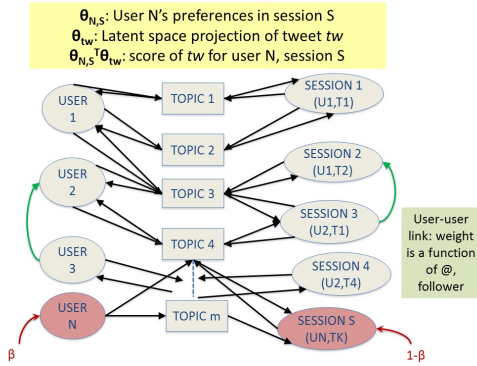 θN,S: User N's preferences in session S
θtw: Latent space projection of tweet tw
θN,STθtw: score of tw for user N, session S
USER
1
TOPIC 1
SESSION 1
(U1,T1)
TOPIC 2
USER
2
TOPIC 3
SESSION 2
(U1,T2)
SESSION 3
(U2,T1)
TOPIC 4
USER
3
SESSION 4
(U2,T4)
USER
N
TOPIC m
SESSION S
(UN,TK)
User-user
link: weight
is a function
of @,
follower
β
1-β